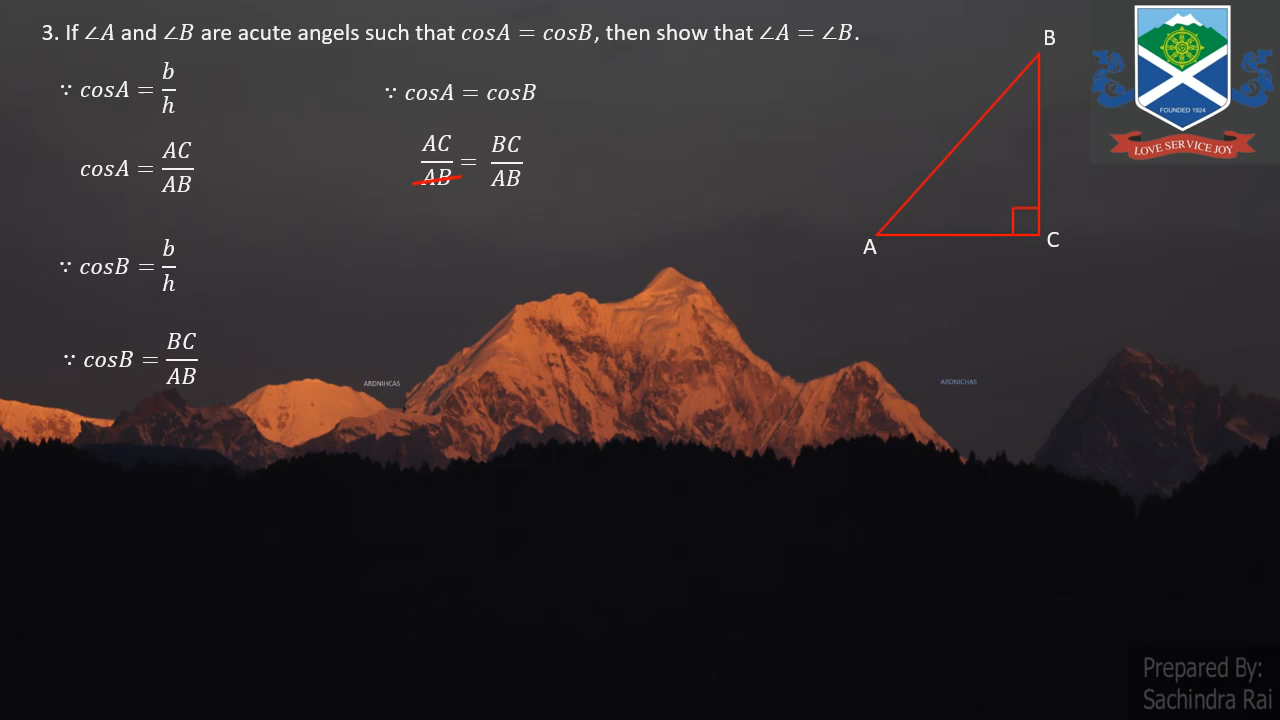 3. If ∠A and ∠B are acute angels such that cosA = cosB, then show that ∠A = ∠B.
∵ cosA = b/h
cosA = AC/AB
∵ cosB = b/h
∵ cosB = BC/AB
∵ cosA = cosB
AC/AB = BC/AB
B
A
C
FOUNDED 1924
LOVE SERVICE JOY
ARDNIHCAS
ARDNICHAS
Prepared By:
Sachindra Rai